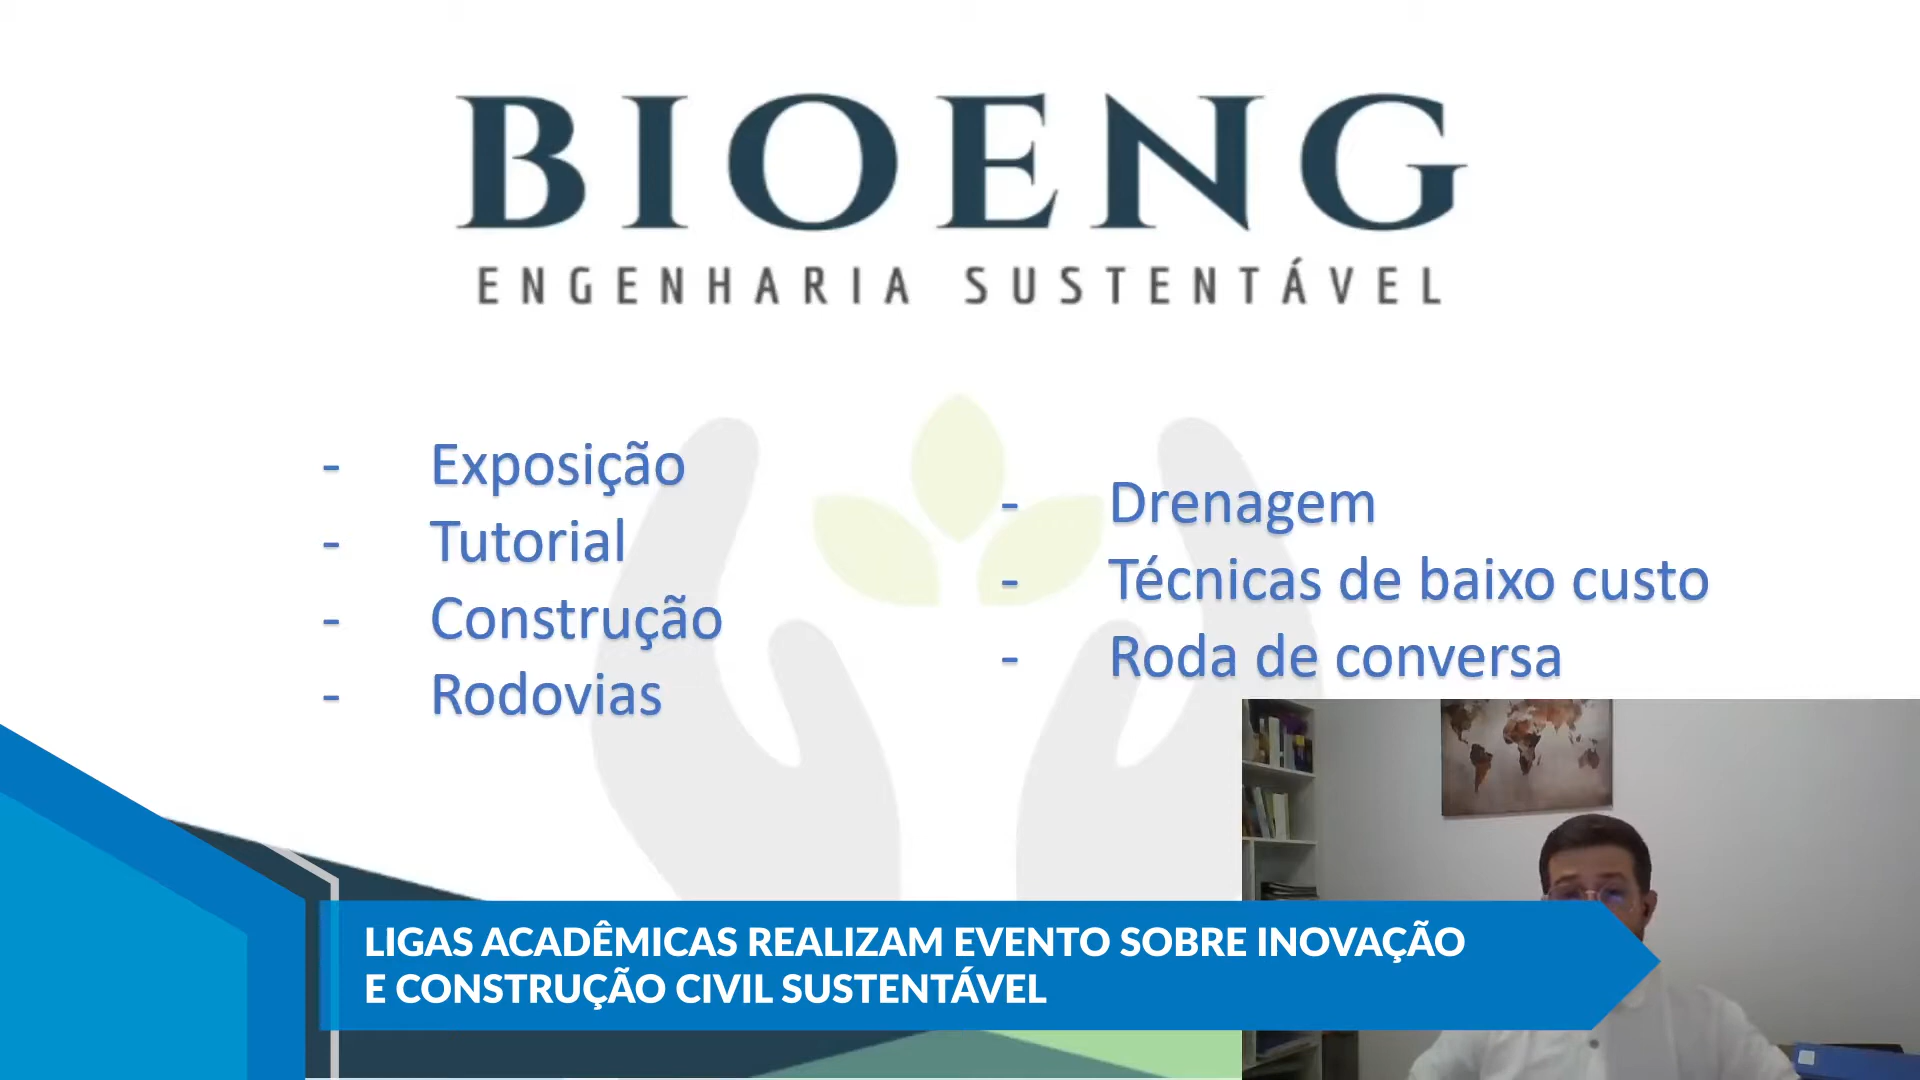 BIOENG
ENGENHARIA SUSTENTÁVEL
- Exposição
- Tutorial
- Construção
- Rodovias
- Drenagem
- Técnicas de baixo custo
- Roda de conversa
LIGAS ACADÊMICAS REALIZAM EVENTO SOBRE INOVAÇÃO
E CONSTRUÇÃO CIVIL SUSTENTÁVEL